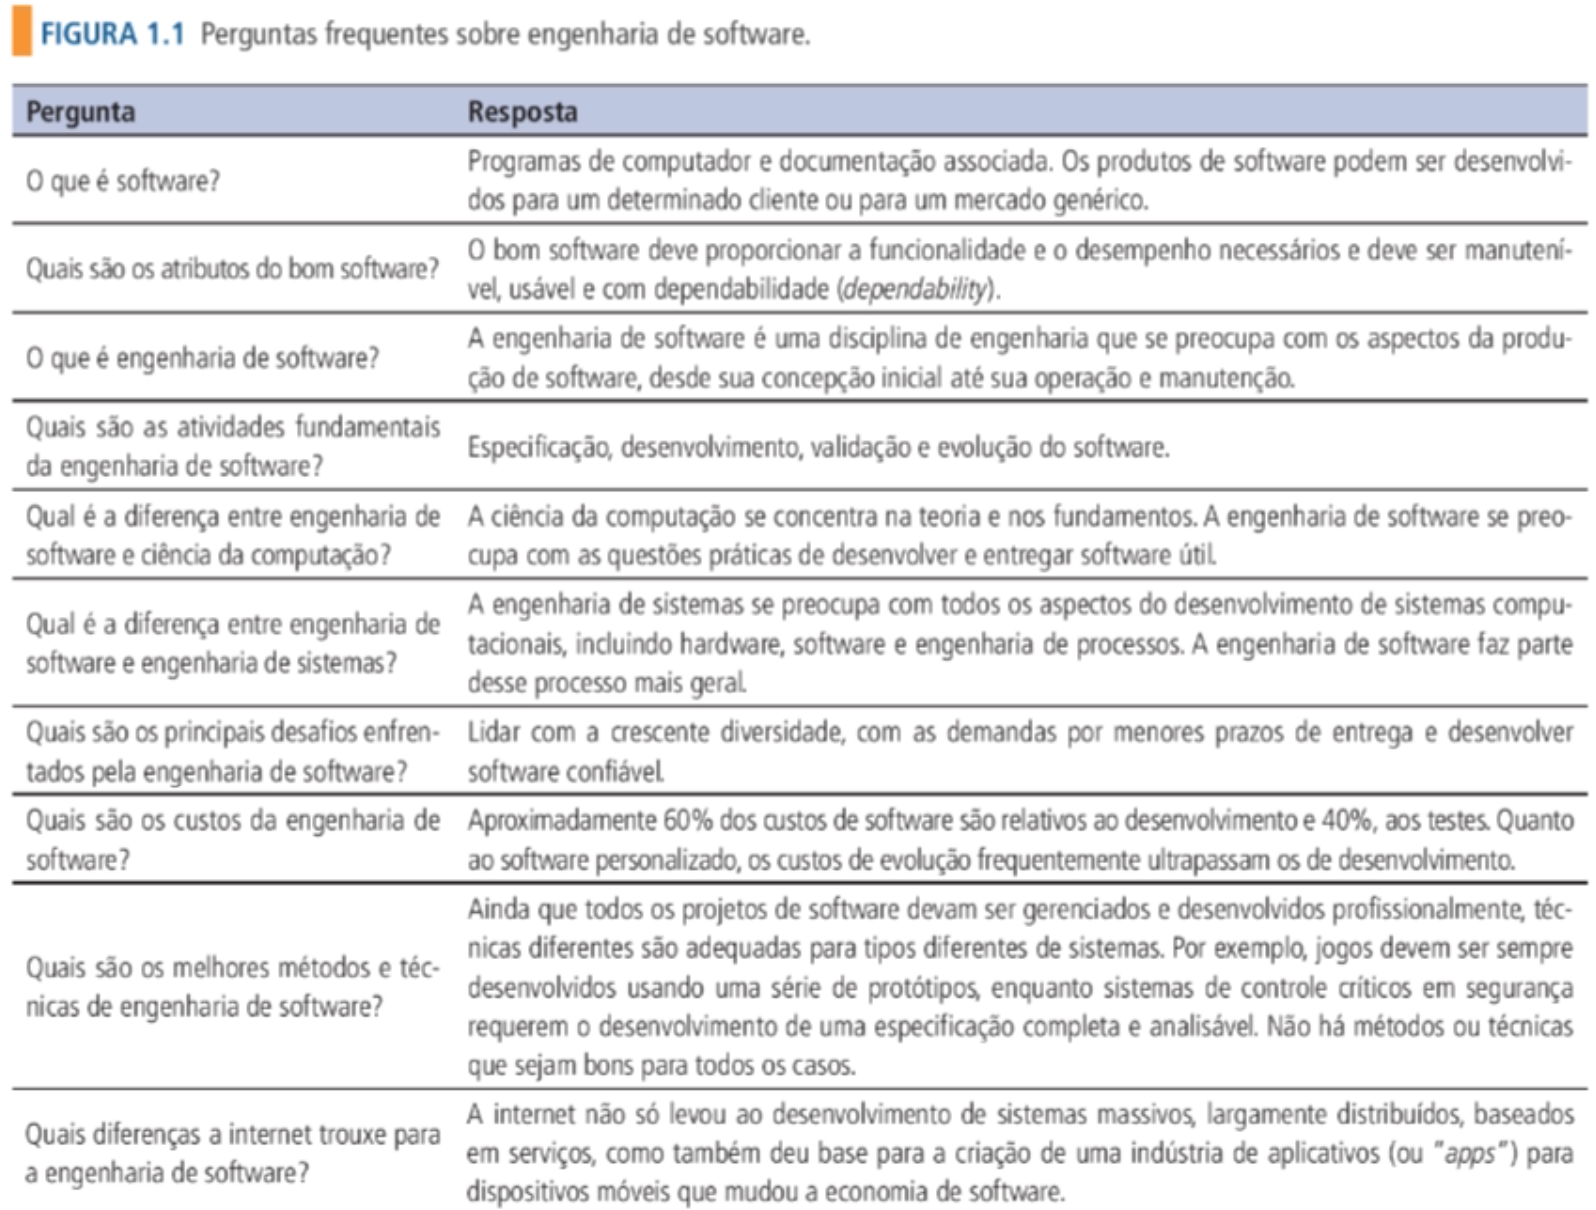 FIGURA 1.1 Perguntas frequentes sobre engenharia de software.
Pergunta Resposta
O que é software?
Programas de computador e documentação associada. Os produtos de software podem ser desenvolvi-
dos para um determinado cliente ou para um mercado genérico.
Quais são os atributos do bom software?
O bom software deve proporcionar a funcionalidade e o desempenho necessários e deve ser manutení-
vel, usável e com dependabilidade (dependability).
O que é engenharia de software?
A engenharia de software é uma disciplina de engenharia que se preocupa com os aspectos da produ-
ção de software, desde sua concepção inicial até sua operação e manutenção.
Quais são as atividades fundamentais
da engenharia de software?
Especificação, desenvolvimento, validação e evolução do software.
Qual é a diferença entre engenharia de
software e ciência da computação?
A ciência da computação se concentra na teoria e nos fundamentos. A engenharia de software se preo-
cupa com as questões práticas de desenvolver e entregar software útil.
Qual é a diferença entre engenharia de
software e engenharia de sistemas?
A engenharia de sistemas se preocupa com todos os aspectos do desenvolvimento de sistemas compu-
tacionais, incluindo hardware, software e engenharia de processos. A engenharia de software faz parte
desse processo mais geral.
Quais são os principais desafios enfren-
tados pela engenharia de software?
Lidar com a crescente diversidade, com as demandas por menores prazos de entrega e desenvolver
software confiável.
Quais são os custos da engenharia de
software?
Aproximadamente 60% dos custos de software são relativos ao desenvolvimento e 40%, aos testes. Quanto
ao software personalizado, os custos de evolução frequentemente ultrapassam os de desenvolvimento.
Quais são os melhores métodos e téc-
nicas de engenharia de software?
Ainda que todos os projetos de software devam ser gerenciados e desenvolvidos profissionalmente, téc-
nicas diferentes são adequadas para tipos diferentes de sistemas. Por exemplo, jogos devem ser sempre
desenvolvidos usando uma série de protótipos, enquanto sistemas de controle críticos em segurança
requerem o desenvolvimento de uma especificação completa e analisável. Não há métodos ou técnicas
que sejam bons para todos os casos.
Quais diferenças a internet trouxe para
a engenharia de software?
A internet não só levou ao desenvolvimento de sistemas massivos, largamente distribuídos, baseados
em serviços, como também deu base para a criação de uma indústria de aplicativos (ou "apps") para
dispositivos móveis que mudou a economia de software.